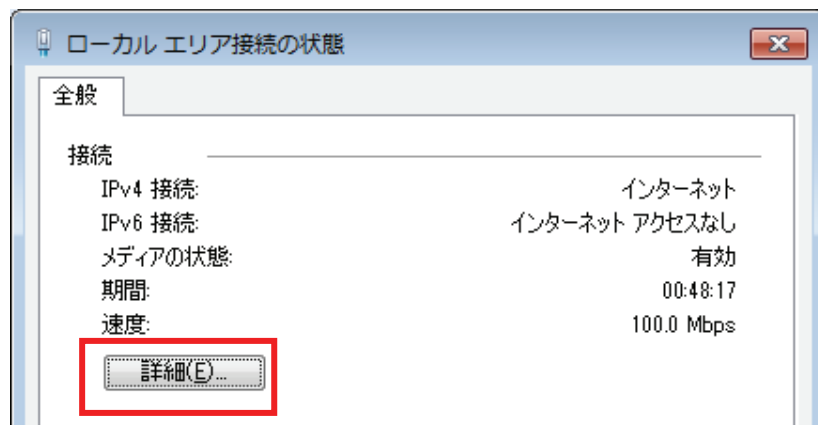 ローカル エリア接続の状態
全般
接続
IPv4 接続: インターネット
IPv6 接続: インターネット アクセスなし
メディアの状態: 有効
期間: 00:48:17
速度: 100.0 Mbps
詳細(E)...